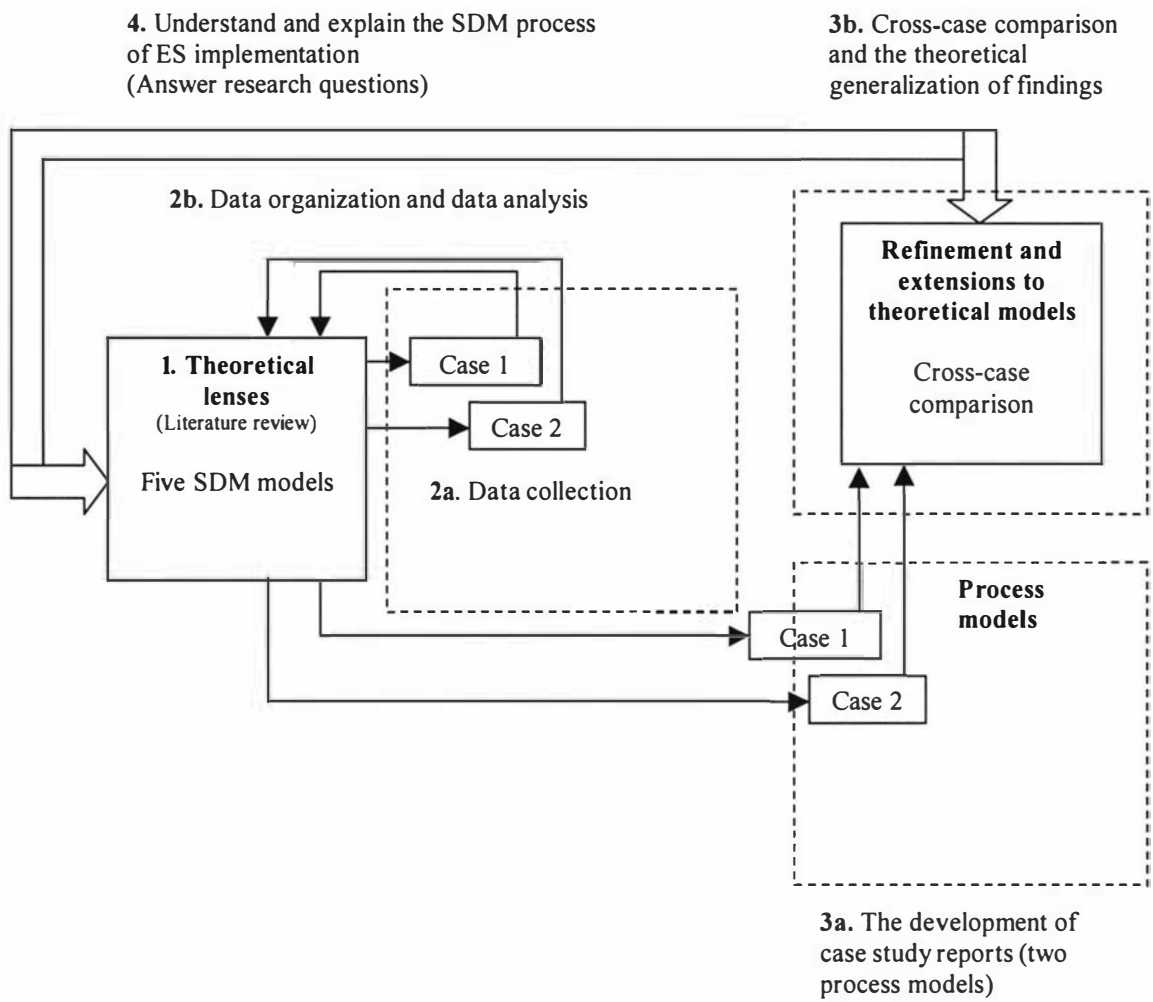 4. Understand and explain the SDM process
of ES implementation
(Answer research questions)
3b. Cross-case comparison
and the theoretical
generalization of findings
2b. Data organization and data analysis
Refinement and
extensions to
theoretical models
Cross-case
comparison
1. Theoretical
lenses
(Literature review)
Five SDM models
Case 1
Case 2
2a. Data collection
Process
models
Case 1
Case 2
3a. The development of
case study reports (two
process models)